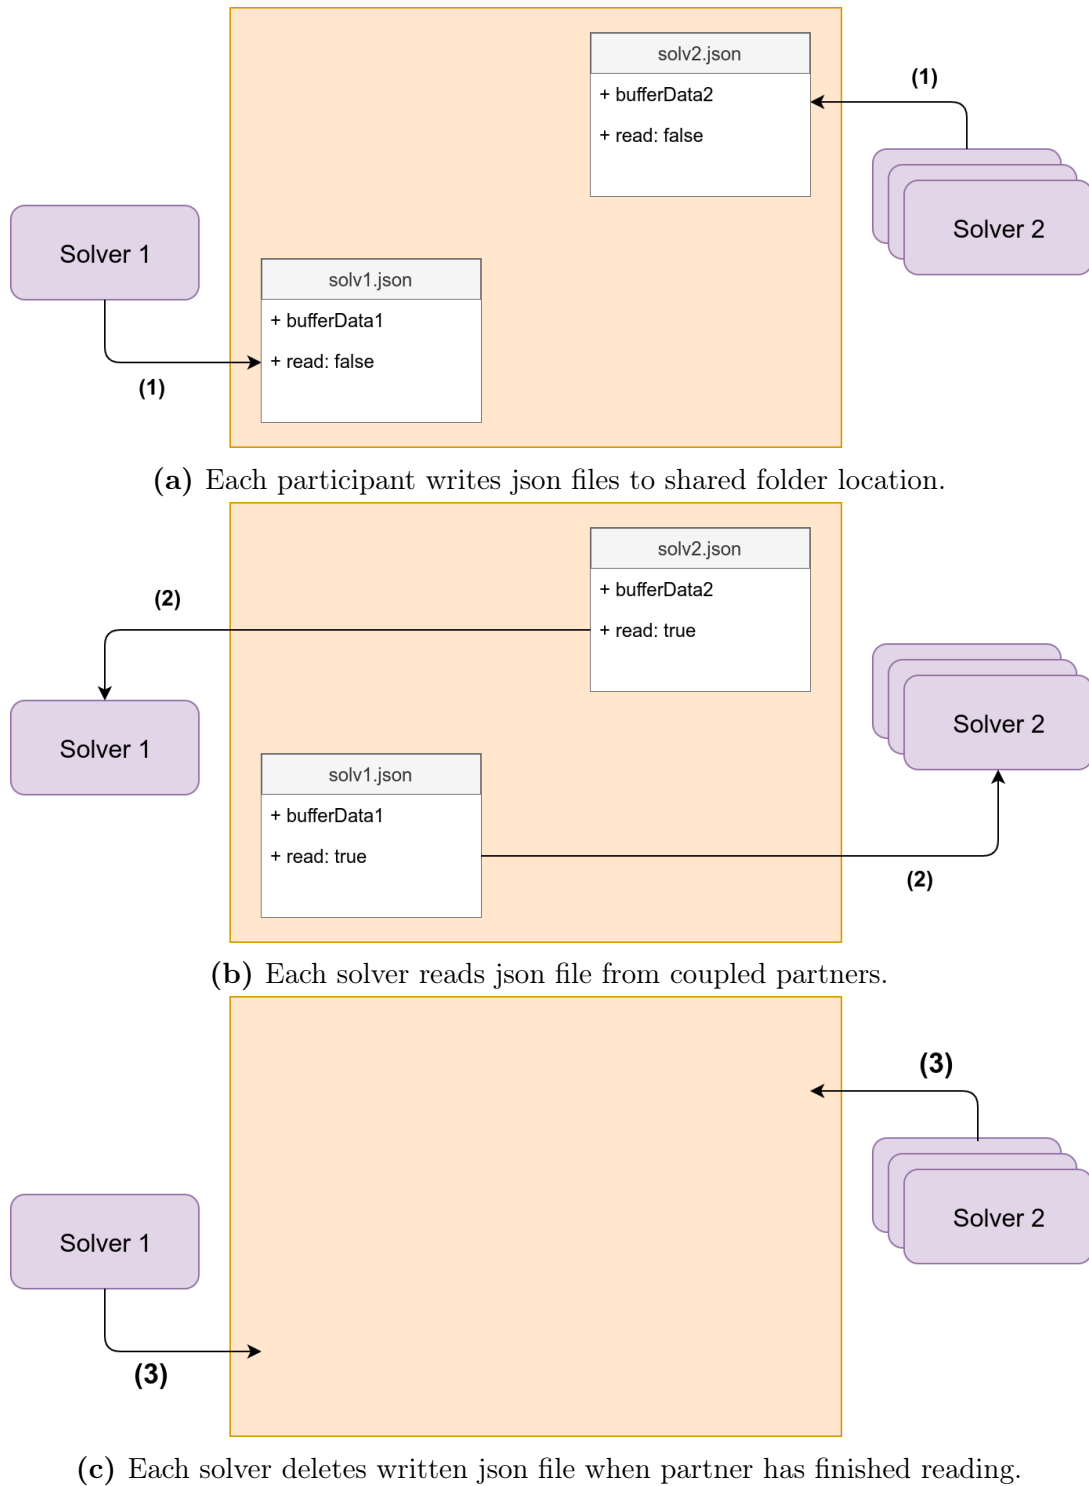 solv2.json
+ bufferData2
+ read: false
(1)
Solver 2
Solver 1
solv1.json
+ bufferData1
+ read: false
(1)
(a) Each participant writes json files to shared folder location.
solv2.json
+ bufferData2
+ read: true
(2)
Solver 2
Solver 1
solv1.json
+ bufferData1
+ read: true
(2)
(b) Each solver reads json file from coupled partners.
(3)
Solver 2
Solver 1
(3)
(c) Each solver deletes written json file when partner has finished reading.